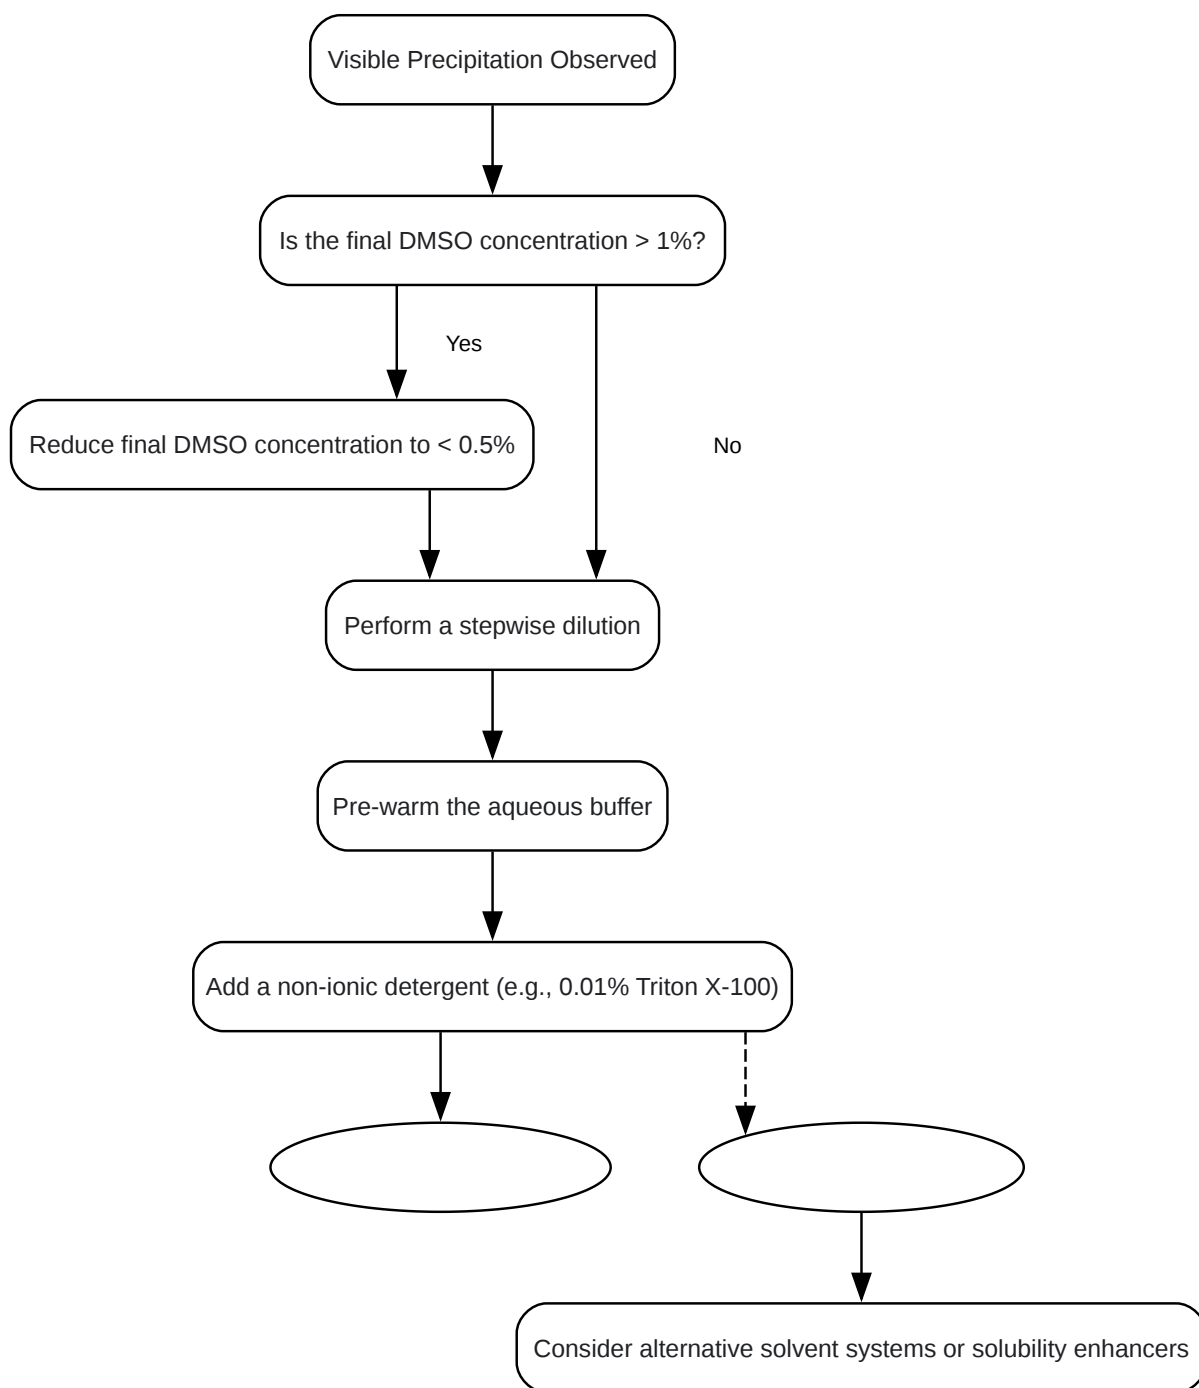 Visible Precipitation Observed
Is the final DMSO concentration > 1%?
Yes
Reduce final DMSO concentration to < 0.5%
No
Perform a stepwise dilution
Pre-warm the aqueous buffer
Add a non-ionic detergent (e.g., 0.01% Triton X-100)
Consider alternative solvent systems or solubility enhancers